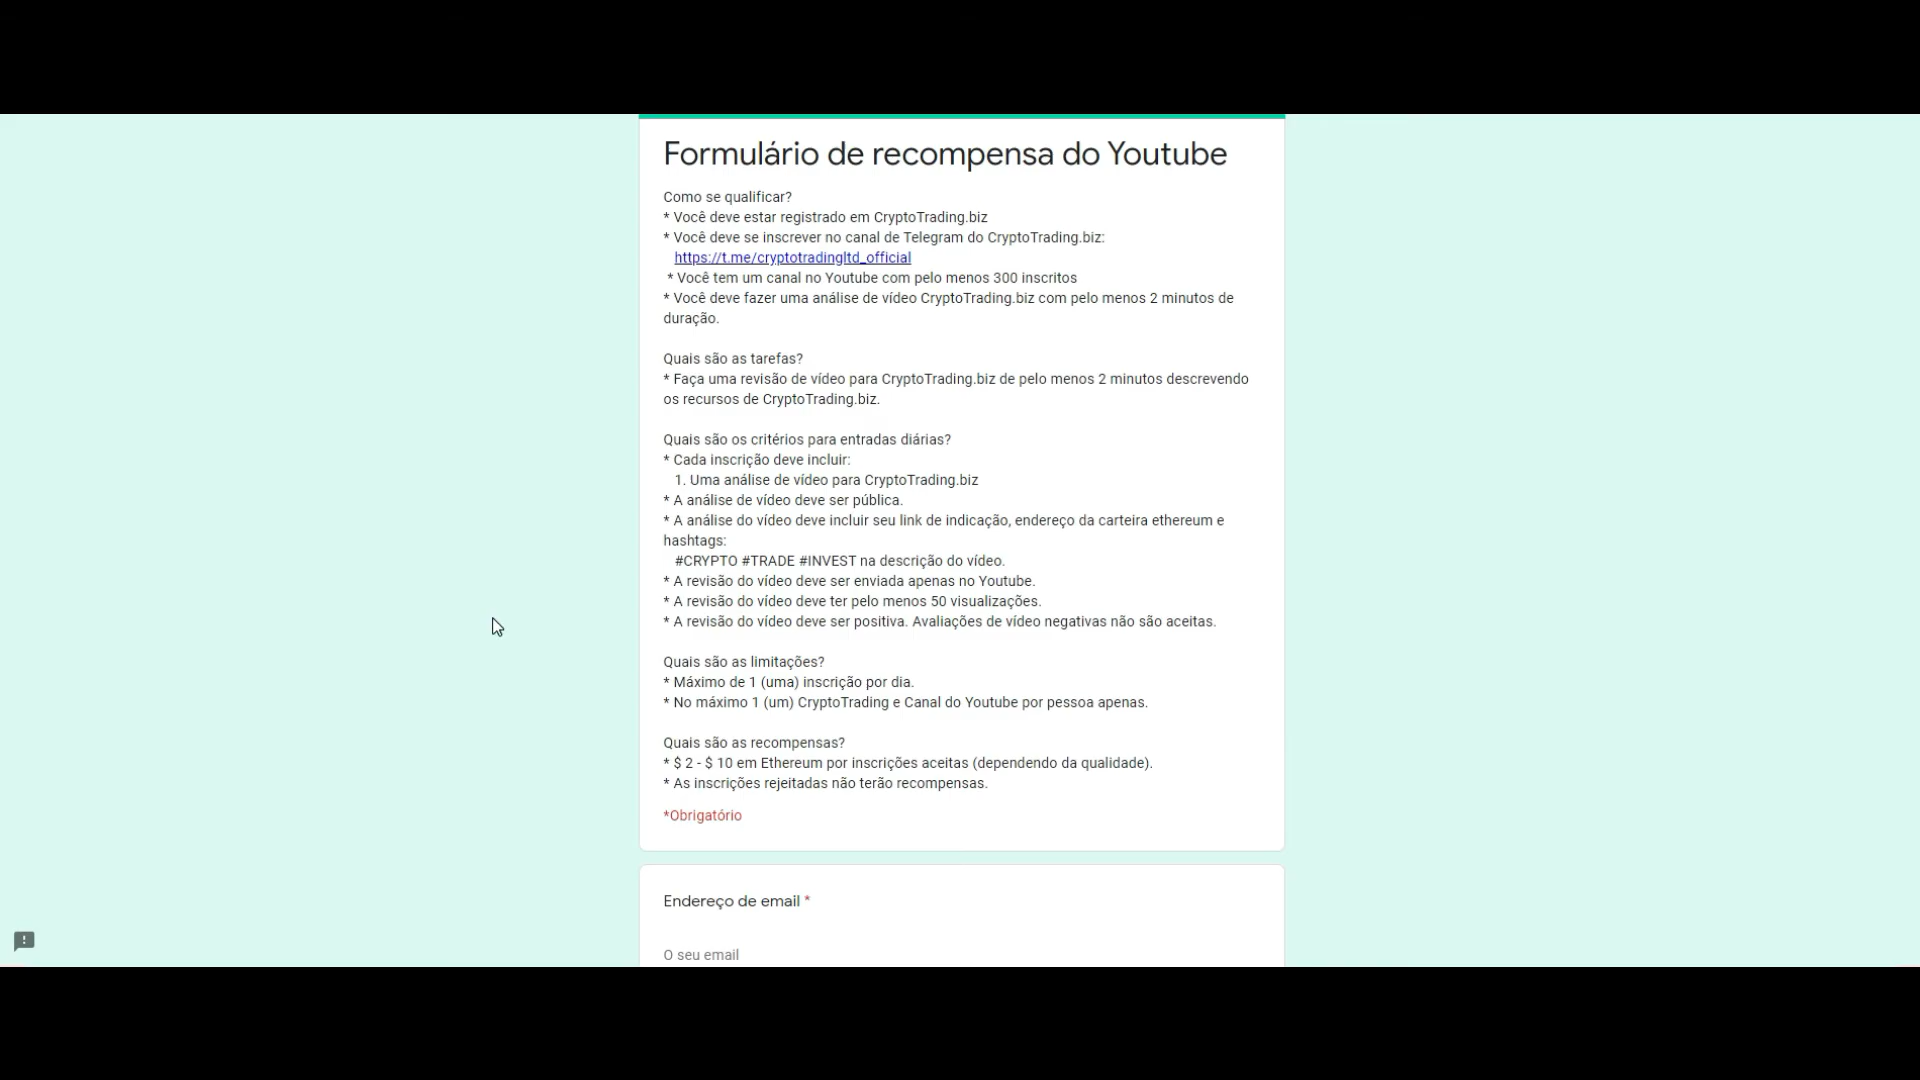 Formulário de recompensa do Youtube
Como se qualificar?
* Você deve estar registrado em CryptoTrading.biz
* Você deve se inscrever no canal de Telegram do CryptoTrading.biz:
https://t.me/cryptotradingltd_official
* Você tem um canal no Youtube com pelo menos 300 inscritos
* Você deve fazer uma análise de vídeo CryptoTrading.biz com pelo menos 2 minutos de
duração.
Quais são as tarefas?
* Faça uma revisão de vídeo para CryptoTrading.biz de pelo menos 2 minutos descrevendo
os recursos de CryptoTrading.biz.
Quais são os critérios para entradas diárias?
* Cada inscrição deve incluir:
1. Uma análise de vídeo para CryptoTrading.biz
* A análise de vídeo deve ser pública.
* A análise do vídeo deve incluir seu link de indicação, endereço da carteira ethereum e
hashtags:
#CRYPTO #TRADE #INVEST na descrição do vídeo.
* A revisão do vídeo deve ser enviada apenas no Youtube.
* A revisão do vídeo deve ter pelo menos 50 visualizações.
* A revisão do vídeo deve ser positiva. Avaliações de vídeo negativas não são aceitas.
Quais são as limitações?
* Máximo de 1 (uma) inscrição por dia.
* No máximo 1 (um) CryptoTrading e Canal do Youtube por pessoa apenas.
Quais são as recompensas?
* $ 2 - $ 10 em Ethereum por inscrições aceitas (dependendo da qualidade).
* As inscrições rejeitadas não terão recompensas.
*Obrigatório
Endereço de email *
O seu email